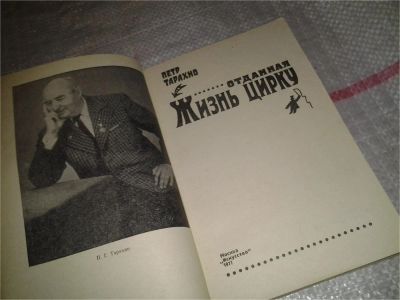 П. Г. Тарахно
ПЕТР
ТАРАХНО
ОТДАННАЯ
ЖИЗНЬ ЦИРКУ
Москва
"Искусство"
1977